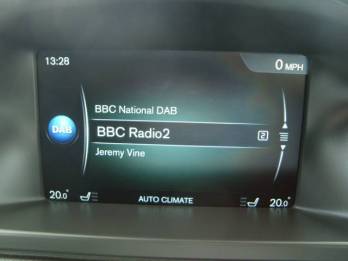 13:28
0 MPH
BBC National DAB
DAB
BBC Radio2 2
Jeremy Vine
20.0° AUTO CLIMATE 20.0°